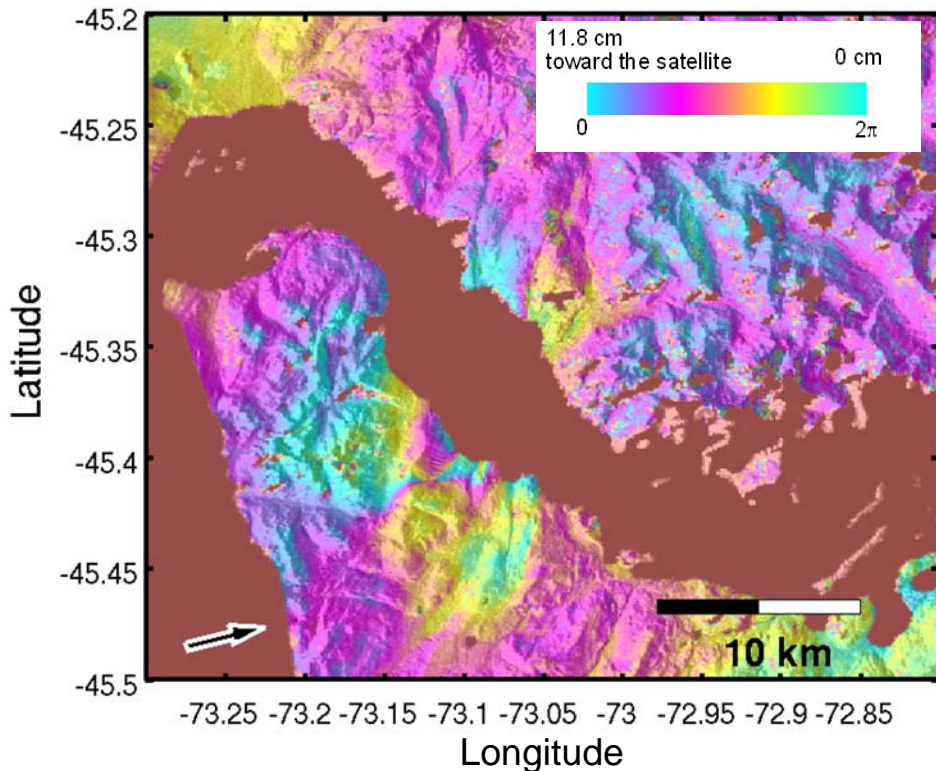 11.8 cm
toward the satellite
0 cm
0
2π
-45.2
-45.25
-45.3
-45.35
-45.4
-45.45
-45.5
Latitude
10 km
-73.25
-73.2
-73.15
-73.1
-73.05
-73
-72.95
-72.9
-72.85
Longitude